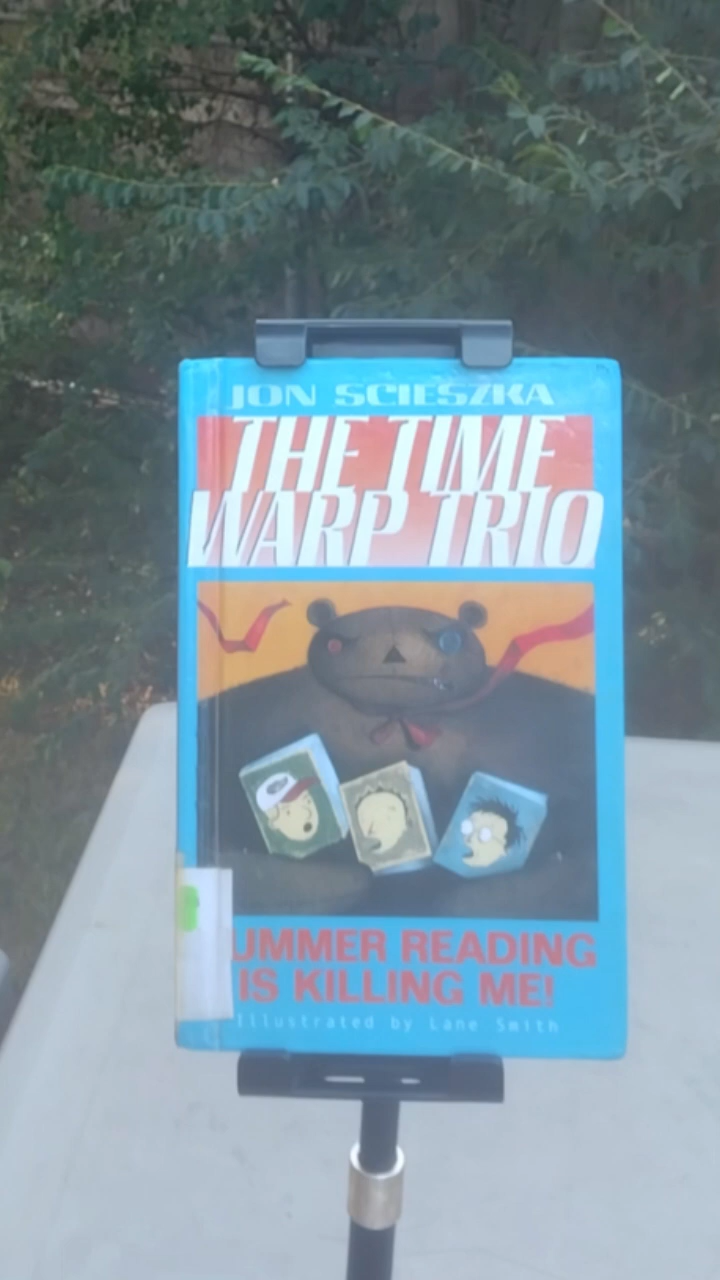 JON SCIESZKA
THE TIME
WARP TRIO
UMMER READING
IS KILLING ME!
Illustrated by Lane Smith